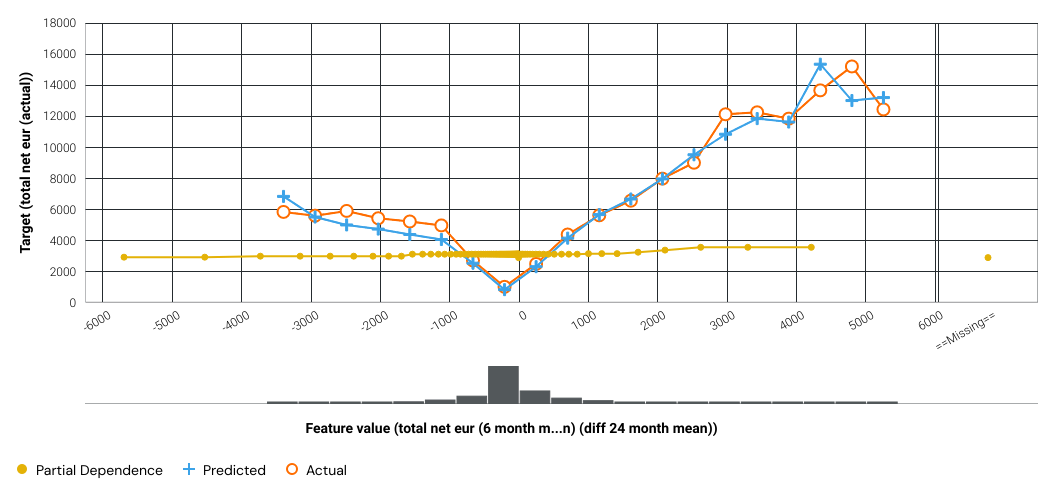 18000
16000
14000
12000
10000
8000
6000
4000
2000
0
Target (total net eur (actual))
-6000 -5000 -4000 -3000 -2000 -1000 0 1000 2000 3000 4000 5000 6000 ==Missing==
Feature value (total net eur (6 month m...n) (diff 24 month mean))
Partial Dependence Predicted Actual